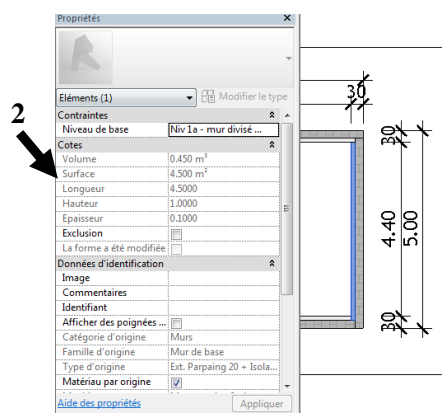 Propriétés
Eléments (1)
Modifier le type
Contraintes
Niveau de base
Niv 1a - mur divisé ...
2
Cotes
Volume
0.450 m³
Surface
4.500 m²
Longueur
4.5000
Hauteur
1.0000
Epaisseur
0.1000
Exclusion
La forme a été modifiée
Données d'identification
Image
Commentaires
Identifiant
Afficher des poignées ...
Catégorie d'origine
Murs
Famille d'origine
Mur de base
Type d'origine
Ext. Parpaing 20 + Isola...
Matériau par origine
Aide des propriétés
Appliquer
30
30
4.40
5.00
30